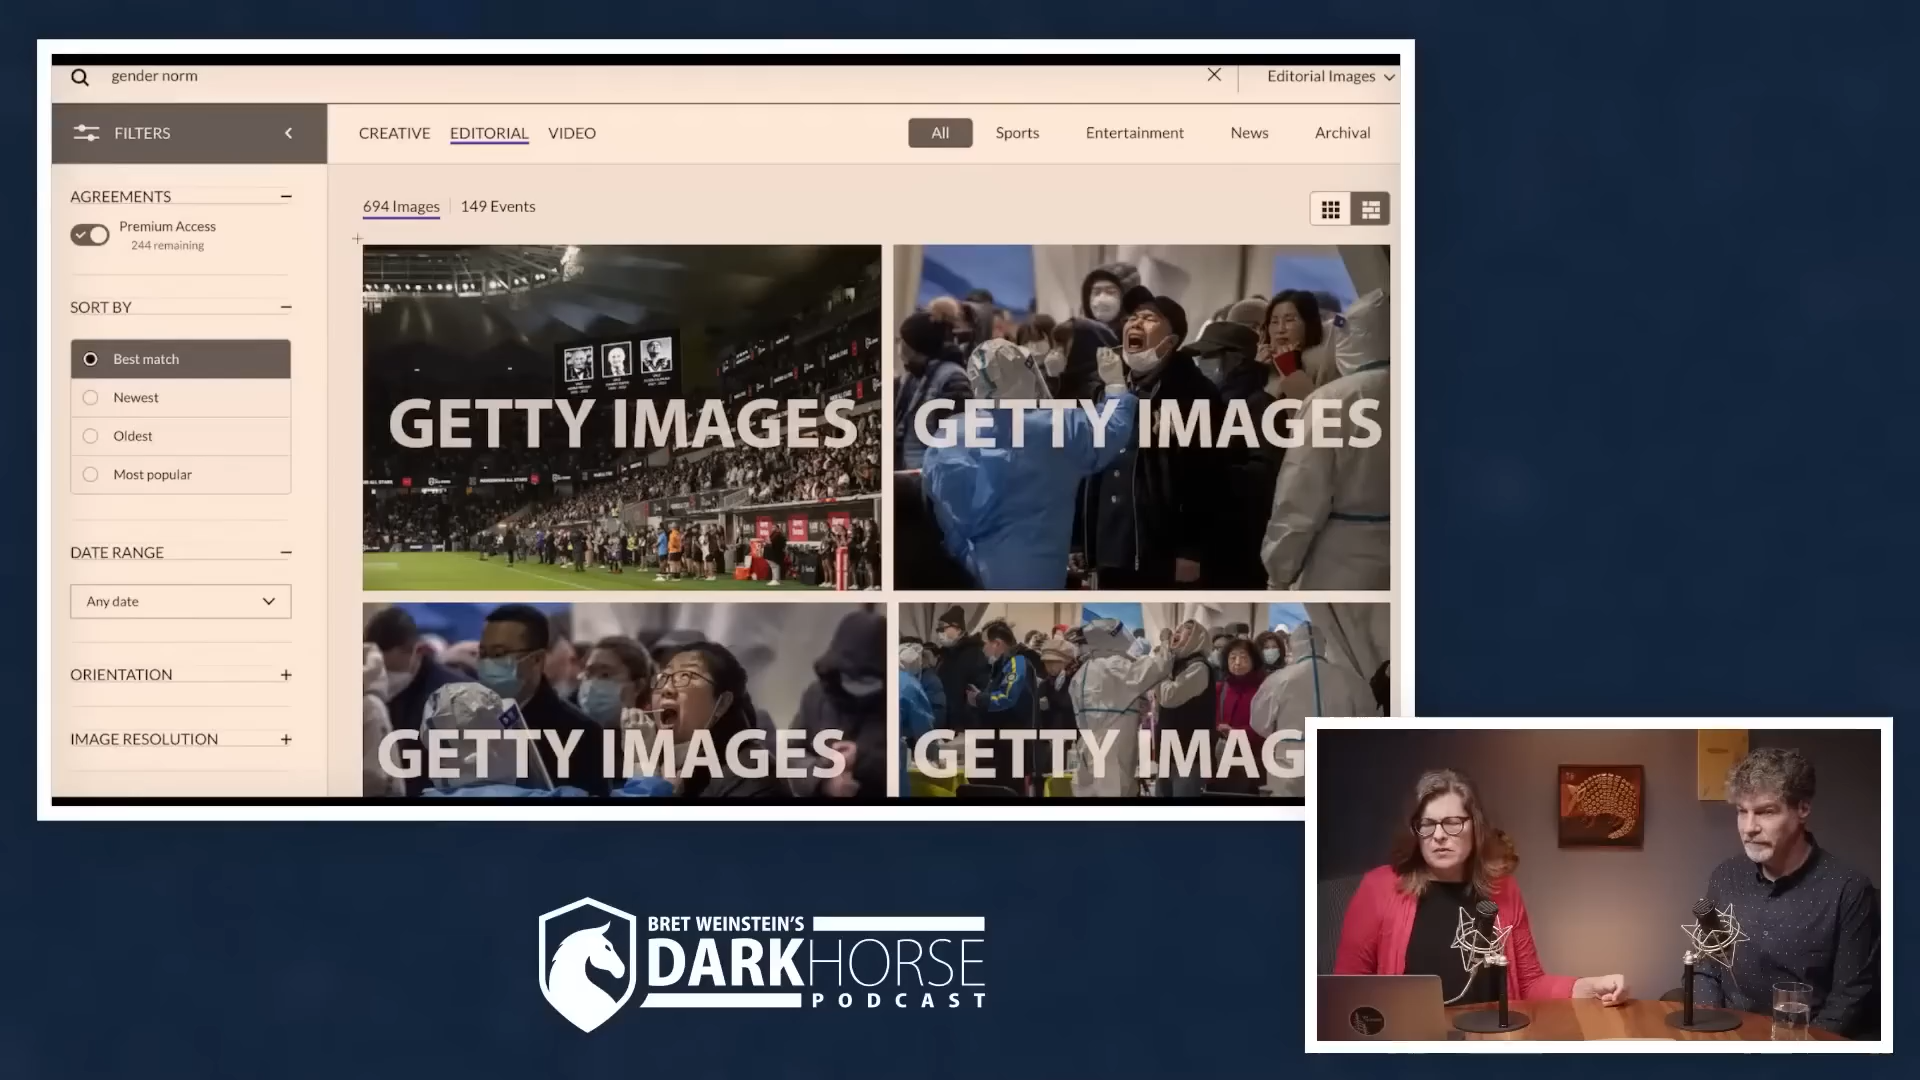 gender norm
Editorial Images
FILTERS
CREATIVE EDITORIAL VIDEO
All Sports Entertainment News Archival
AGREEMENTS
Premium Access
244 remaining
694 Images 149 Events
SORT BY
Best match
Newest
Oldest
Most popular
DATE RANGE
Any date
ORIENTATION
IMAGE RESOLUTION
GETTY IMAGES
GETTY IMAGES
GETTY IMAGES
GETTY IMAG
BRET WEINSTEIN'S
DARKHORSE
PODCAST